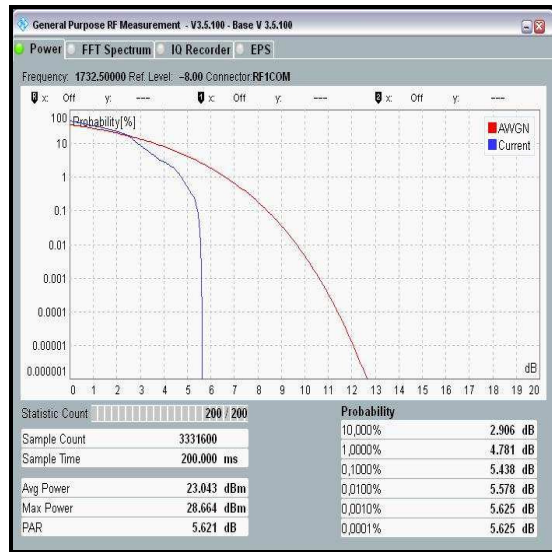 General Purpose RF Measurement - V3.5.100 - Base V 3.5.100
Power FFT Spectrum IQ Recorder EPS
Frequency: 1732.50000 Ref. Level: -8.00 Connector:RF1COM
x: Off y: --- x: Off y: --- x: Off y: ---
Probability[%]
AWGN
Current
100
10
1
0.1
0.01
0.001
0.0001
0.00001
0.000001
dB
0 1 2 3 4 5 6 7 8 9 10 11 12 13 14 15 16 17 18 19 20
Statistic Count 200 / 200
Sample Count 3331600
Sample Time 200.000 ms
Avg Power 23.043 dBm
Max Power 28.664 dBm
PAR 5.621 dB
Probability
10,000% 2.906 dB
1,0000% 4.781 dB
0,1000% 5.438 dB
0,0100% 5.578 dB
0,0010% 5.625 dB
0,0001% 5.625 dB